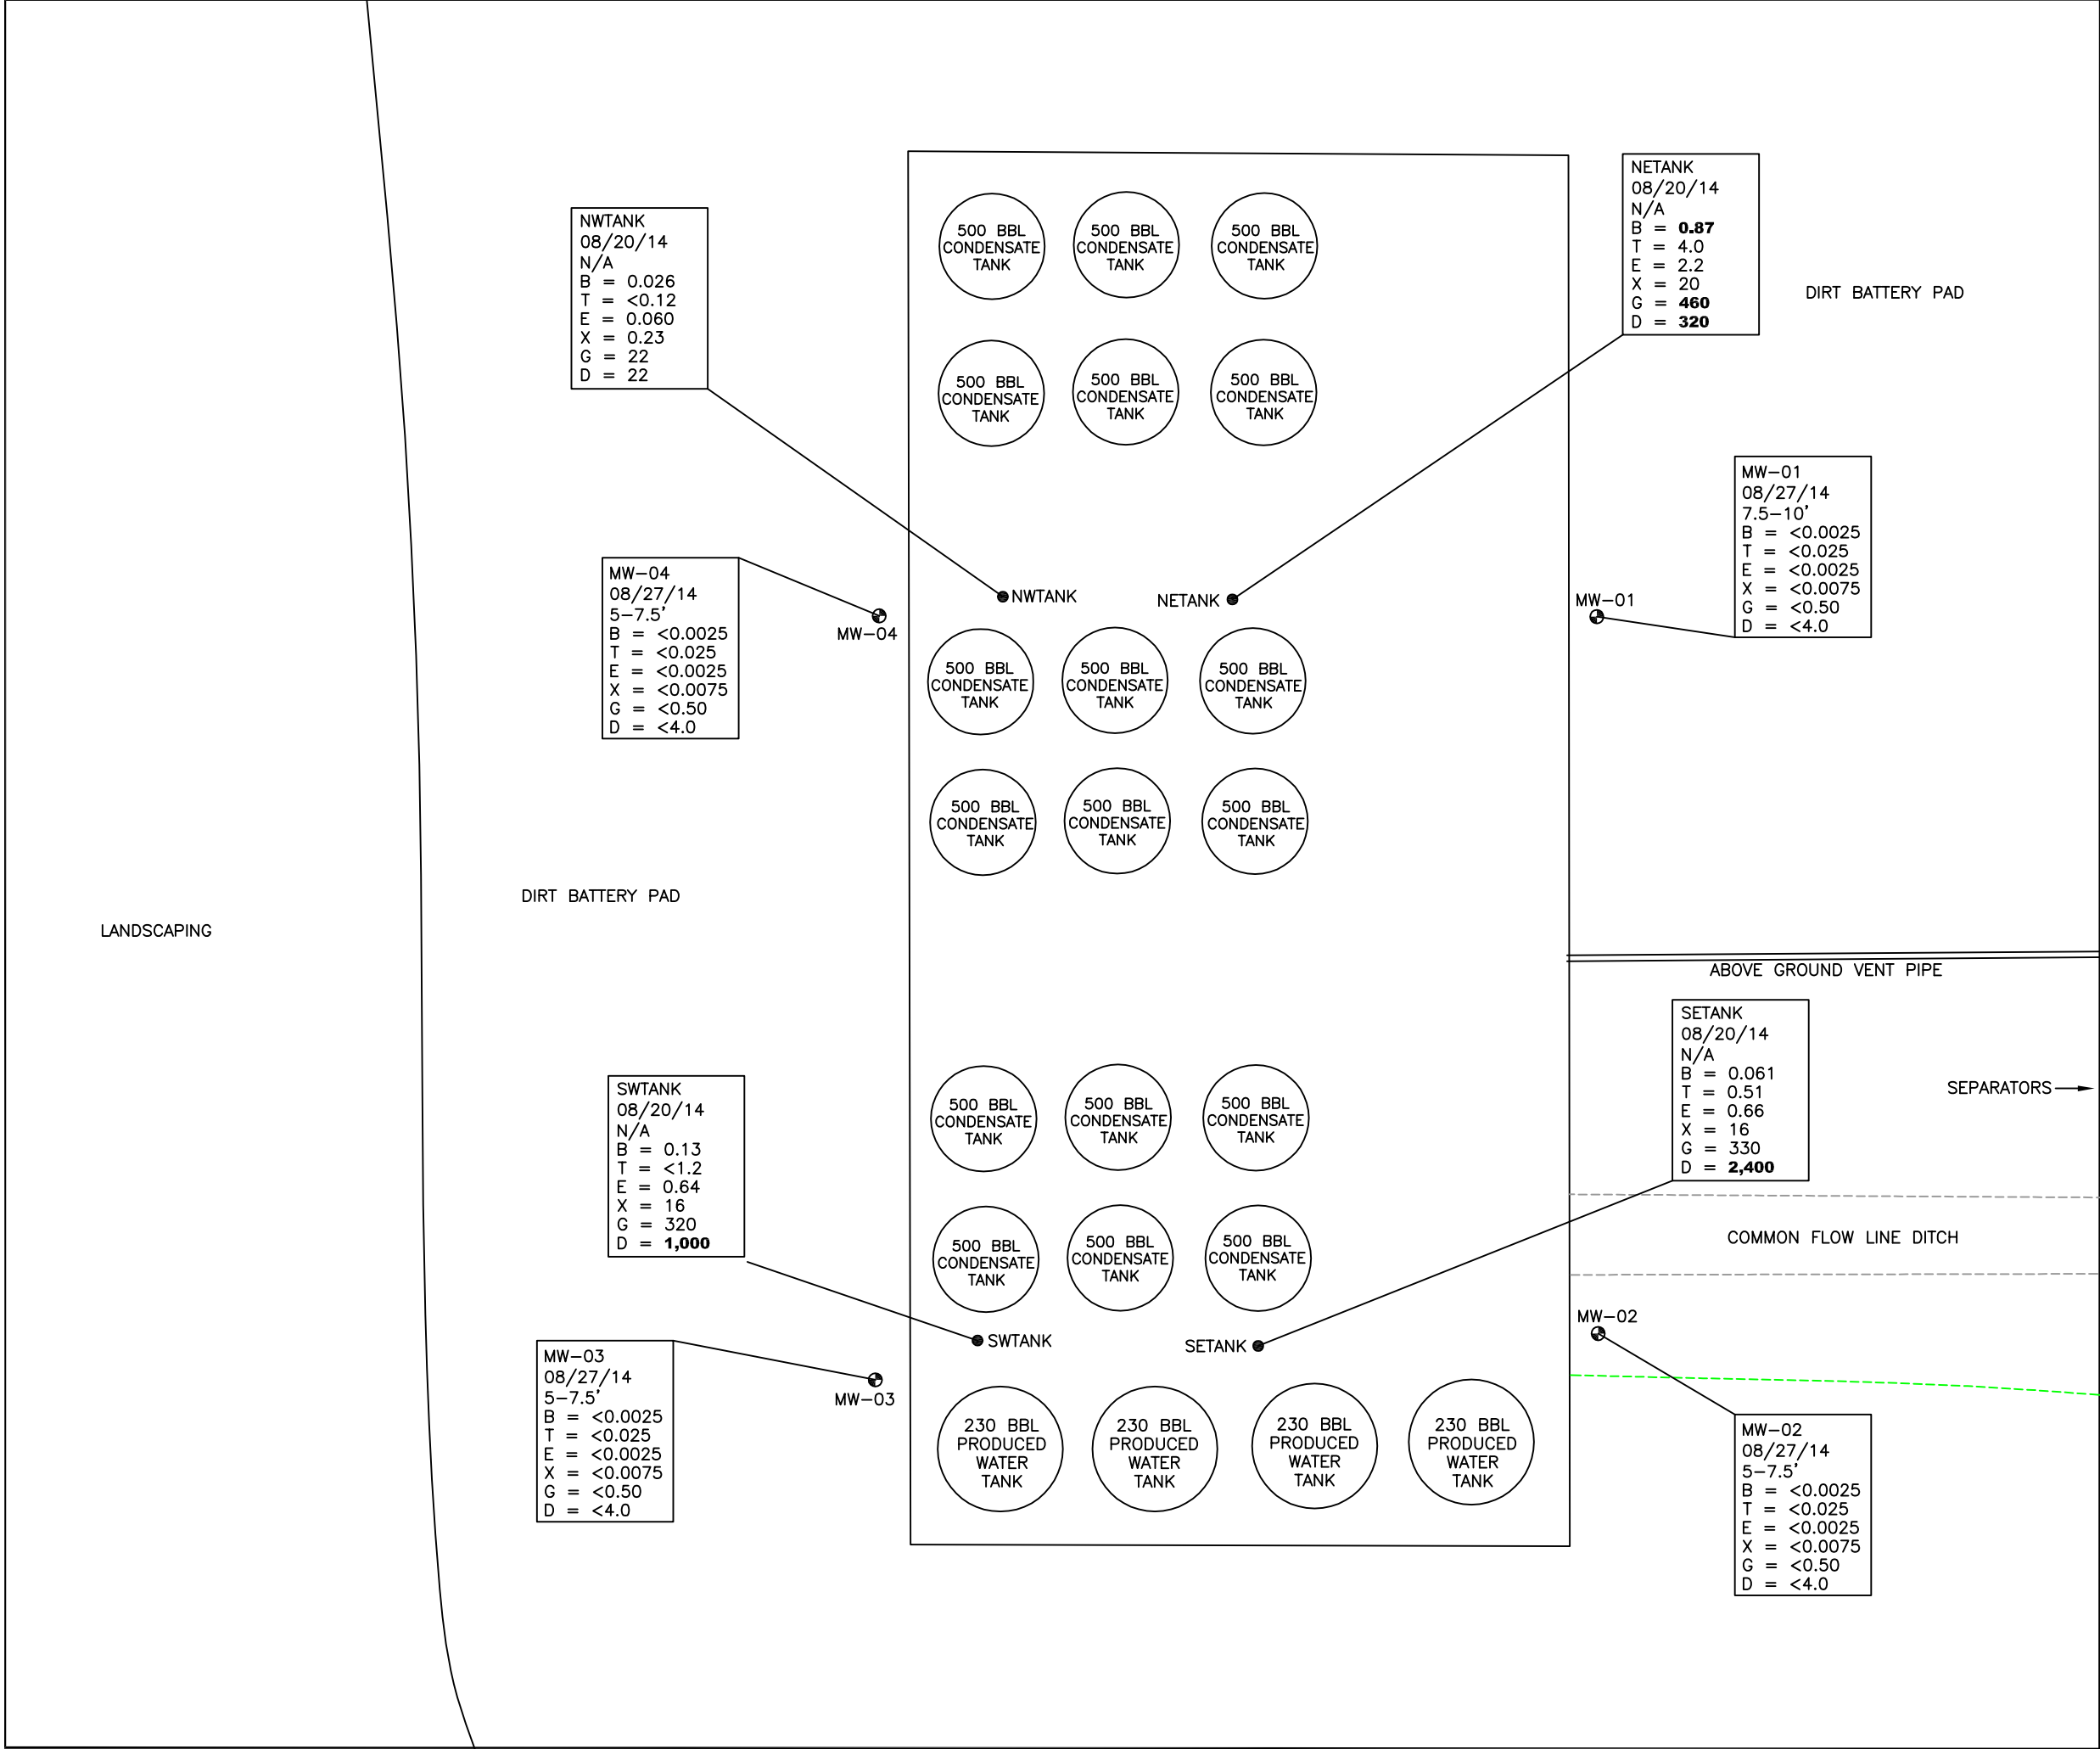 NWTANK
08/20/14
N/A
B = 0.026
T = <0.12
E = 0.060
X = 0.23
G = 22
D = 22
500 BBL
CONDENSATE
TANK
500 BBL
CONDENSATE
TANK
500 BBL
CONDENSATE
TANK
NETANK
08/20/14
N/A
B = 0.87
T = 4.0
E = 2.2
X = 20
G = 460
D = 320
DIRT BATTERY PAD
500 BBL
CONDENSATE
TANK
500 BBL
CONDENSATE
TANK
500 BBL
CONDENSATE
TANK
MW-01
08/27/14
7.5-10'
B = <0.0025
T = <0.025
E = <0.0025
X = <0.0075
G = <0.50
D = <4.0
MW-04
08/27/14
5-7.5'
B = <0.0025
T = <0.025
E = <0.0025
X = <0.0075
G = <0.50
D = <4.0
MW-04
NWTANK
NETANK
MW-01
500 BBL
CONDENSATE
TANK
500 BBL
CONDENSATE
TANK
500 BBL
CONDENSATE
TANK
500 BBL
CONDENSATE
TANK
500 BBL
CONDENSATE
TANK
500 BBL
CONDENSATE
TANK
DIRT BATTERY PAD
LANDSCAPING
ABOVE GROUND VENT PIPE
SETANK
08/20/14
N/A
B = 0.061
T = 0.51
E = 0.66
X = 16
G = 330
D = 2,400
SEPARATORS
SWTANK
08/20/14
N/A
B = 0.13
T = <1.2
E = 0.64
X = 16
G = 320
D = 1,000
500 BBL
CONDENSATE
TANK
500 BBL
CONDENSATE
TANK
500 BBL
CONDENSATE
TANK
500 BBL
CONDENSATE
TANK
500 BBL
CONDENSATE
TANK
500 BBL
CONDENSATE
TANK
COMMON FLOW LINE DITCH
SWTANK
SETANK
MW-02
MW-03
08/27/14
5-7.5'
B = <0.0025
T = <0.025
E = <0.0025
X = <0.0075
G = <0.50
D = <4.0
MW-03
230 BBL
PRODUCED
WATER
TANK
230 BBL
PRODUCED
WATER
TANK
230 BBL
PRODUCED
WATER
TANK
230 BBL
PRODUCED
WATER
TANK
MW-02
08/27/14
5-7.5'
B = <0.0025
T = <0.025
E = <0.0025
X = <0.0075
G = <0.50
D = <4.0